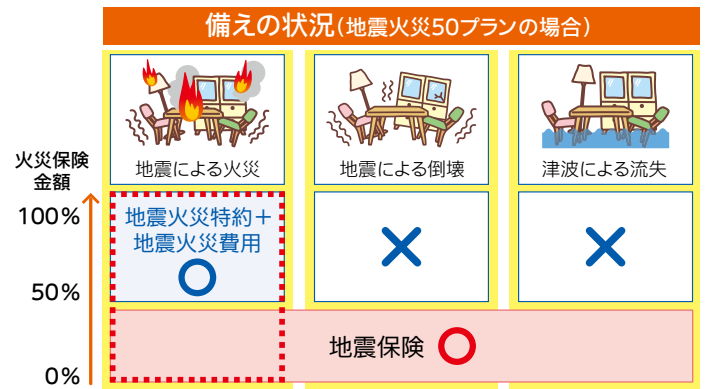 備えの状況(地震火災50プランの場合)
地震による火災
地震による倒壊
津波による流失
火災保険
金額
100%
50%
0%
地震火災特約+
地震火災費用
地震保険